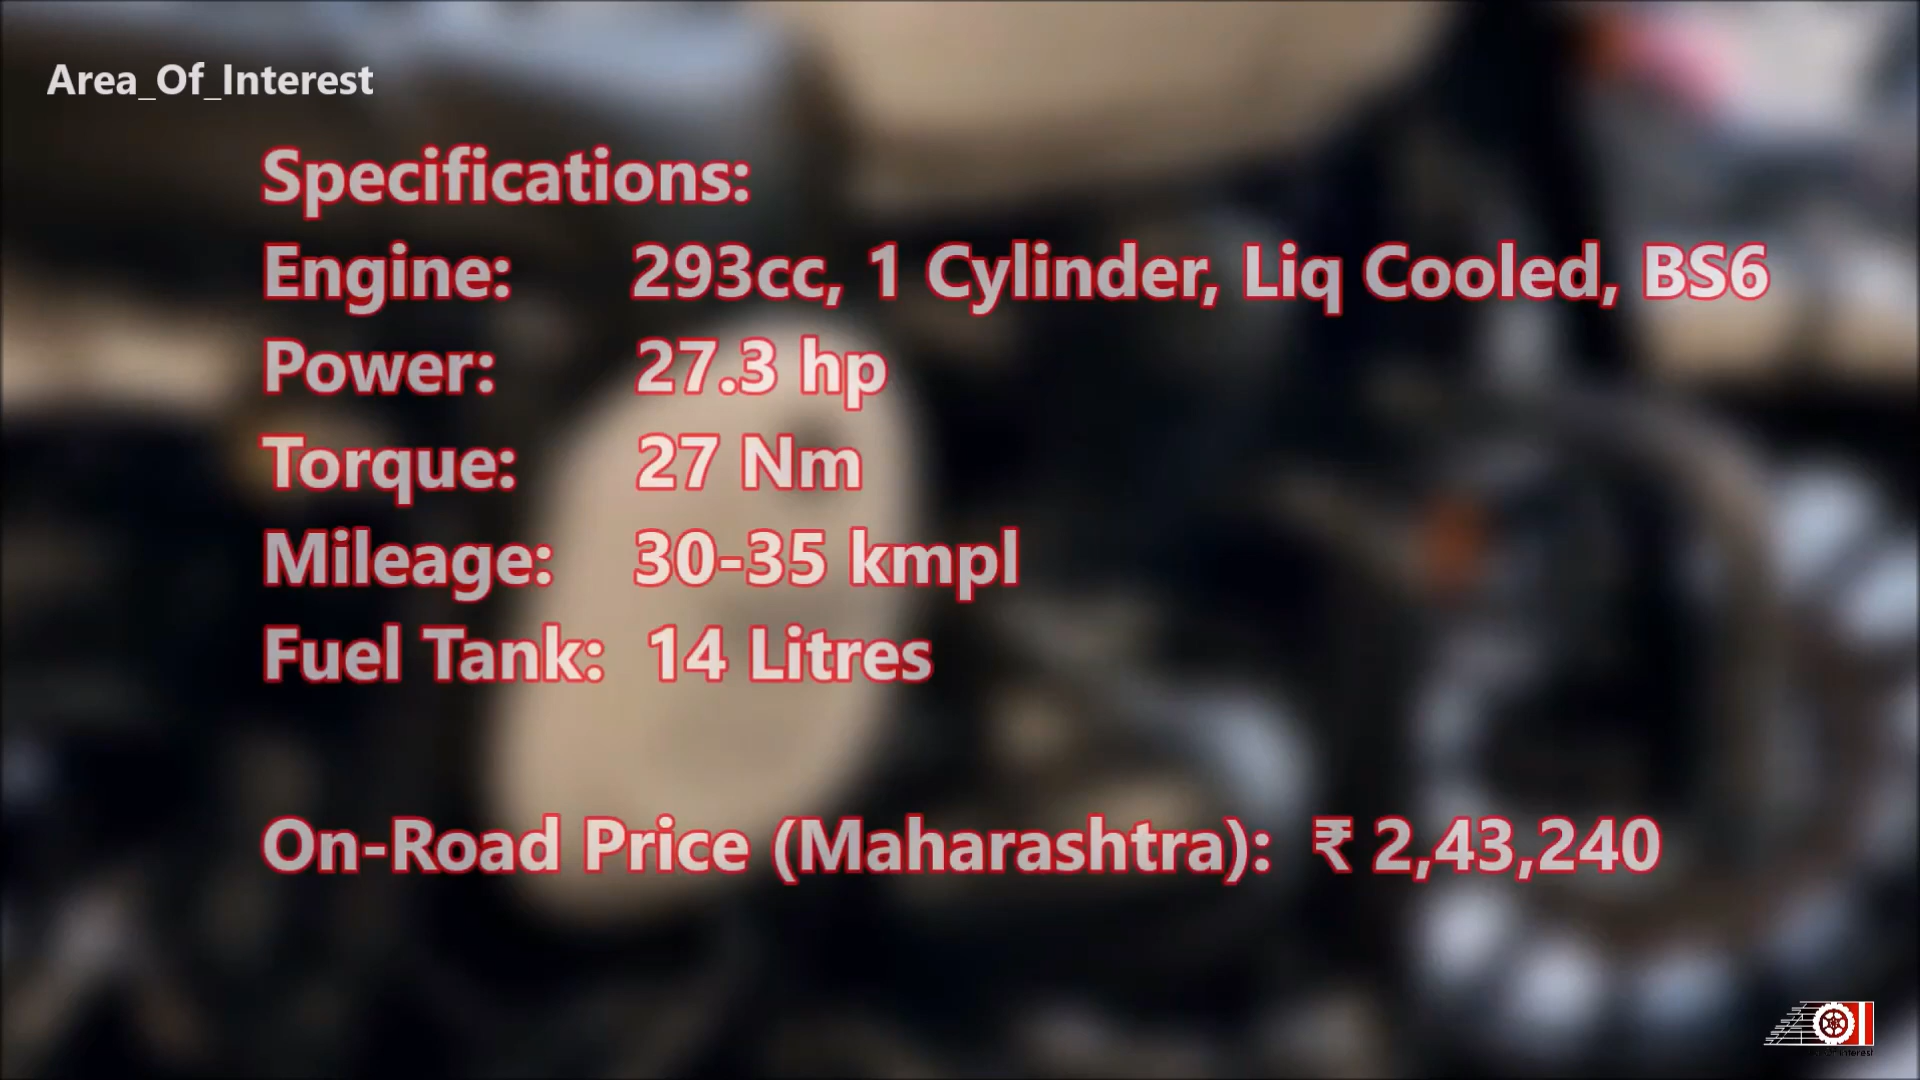 Area_Of_Interest
Specifications:
Engine: 293cc, 1 Cylinder, Liq Cooled, BS6
Power: 27.3 hp
Torque: 27 Nm
Mileage: 30-35 kmpl
Fuel Tank: 14 Litres
On-Road Price (Maharashtra): ₹ 2,43,240